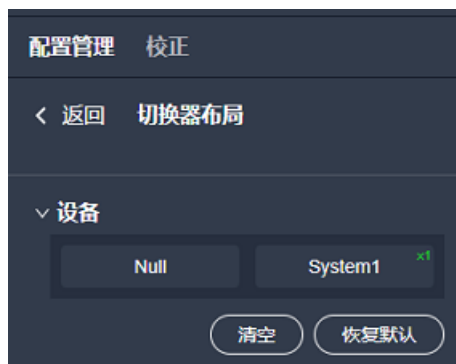 配置管理 校正
返回 切换器布局
设备
Null System1 x1
清空 恢复默认